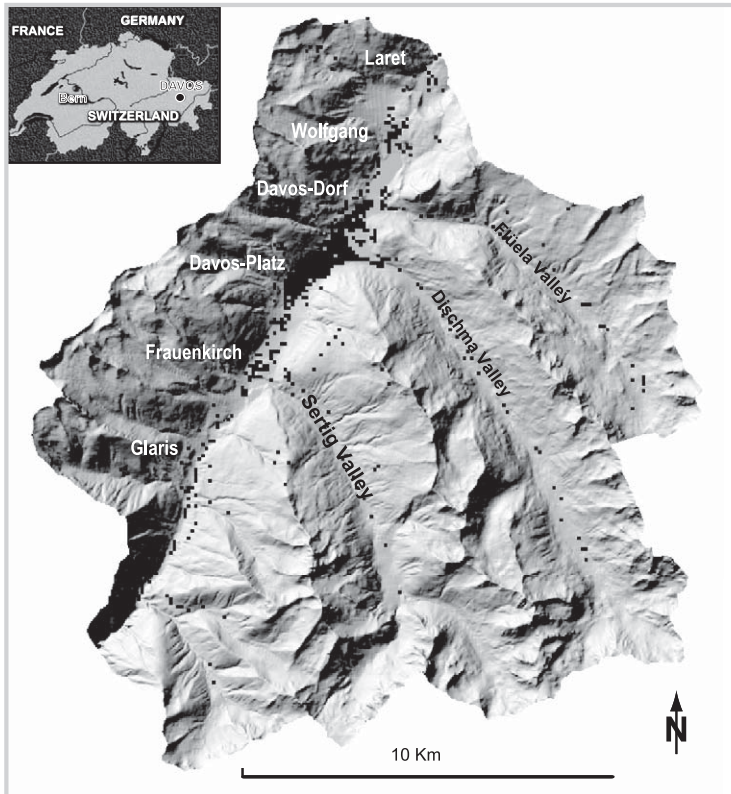 FRANCE
GERMANY
DAVOS
Bern
SWITZERLAND
Laret
Wolfgang
Davos-Dorf
Flüela Valley
Davos-Platz
Dischma Valley
Frauenkirch
Sertig Valley
Glaris
N
10 Km